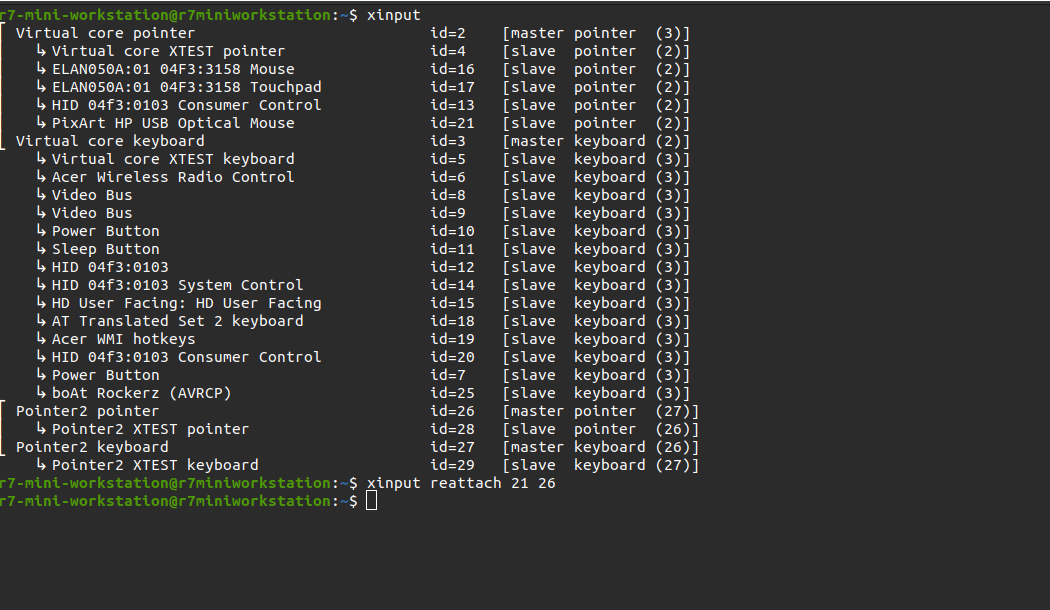 r7-mini-workstation@r7miniworkstation:~$ xinput
⎡ Virtual core pointer id=2 [master pointer (3)]
⎜ ↳ Virtual core XTEST pointer id=4 [slave pointer (2)]
⎜ ↳ ELAN050A:01 04F3:3158 Mouse id=16 [slave pointer (2)]
⎜ ↳ ELAN050A:01 04F3:3158 Touchpad id=17 [slave pointer (2)]
⎜ ↳ HID 04f3:0103 Consumer Control id=13 [slave pointer (2)]
⎜ ↳ PixArt HP USB Optical Mouse id=21 [slave pointer (2)]
⎣ Virtual core keyboard id=3 [master keyboard (2)]
↳ Virtual core XTEST keyboard id=5 [slave keyboard (3)]
↳ Acer Wireless Radio Control id=6 [slave keyboard (3)]
↳ Video Bus id=8 [slave keyboard (3)]
↳ Video Bus id=9 [slave keyboard (3)]
↳ Power Button id=10 [slave keyboard (3)]
↳ Sleep Button id=11 [slave keyboard (3)]
↳ HID 04f3:0103 id=12 [slave keyboard (3)]
↳ HID 04f3:0103 System Control id=14 [slave keyboard (3)]
↳ HD User Facing: HD User Facing id=15 [slave keyboard (3)]
↳ AT Translated Set 2 keyboard id=18 [slave keyboard (3)]
↳ Acer WMI hotkeys id=19 [slave keyboard (3)]
↳ HID 04f3:0103 Consumer Control id=20 [slave keyboard (3)]
↳ Power Button id=7 [slave keyboard (3)]
↳ boAt Rockerz (AVRCP) id=25 [slave keyboard (3)]
⎡ Pointer2 pointer id=26 [master pointer (27)]
⎜ ↳ Pointer2 XTEST pointer id=28 [slave pointer (26)]
⎣ Pointer2 keyboard id=27 [master keyboard (26)]
↳ Pointer2 XTEST keyboard id=29 [slave keyboard (27)]
r7-mini-workstation@r7miniworkstation:~$ xinput reattach 21 26
r7-mini-workstation@r7miniworkstation:~$